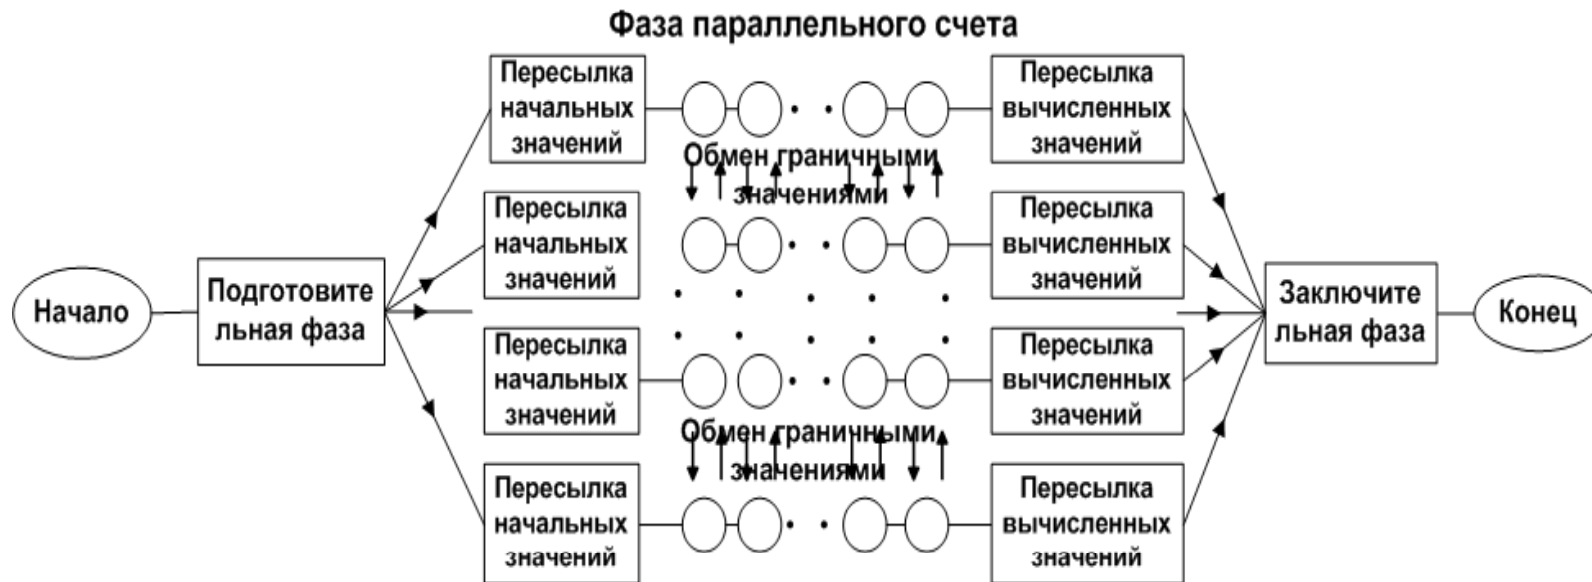 Фаза параллельного счета
Начало
Подготовите
льная фаза
Пересылка
начальных
значений
Пересылка
вычисленных
значений
Обмен граничными
значениями
Пересылка
начальных
значений
Пересылка
вычисленных
значений
Пересылка
начальных
значений
Пересылка
вычисленных
значений
Обмен граничными
значениями
Пересылка
начальных
значений
Пересылка
вычисленных
значений
Заключите
льная фаза
Конец